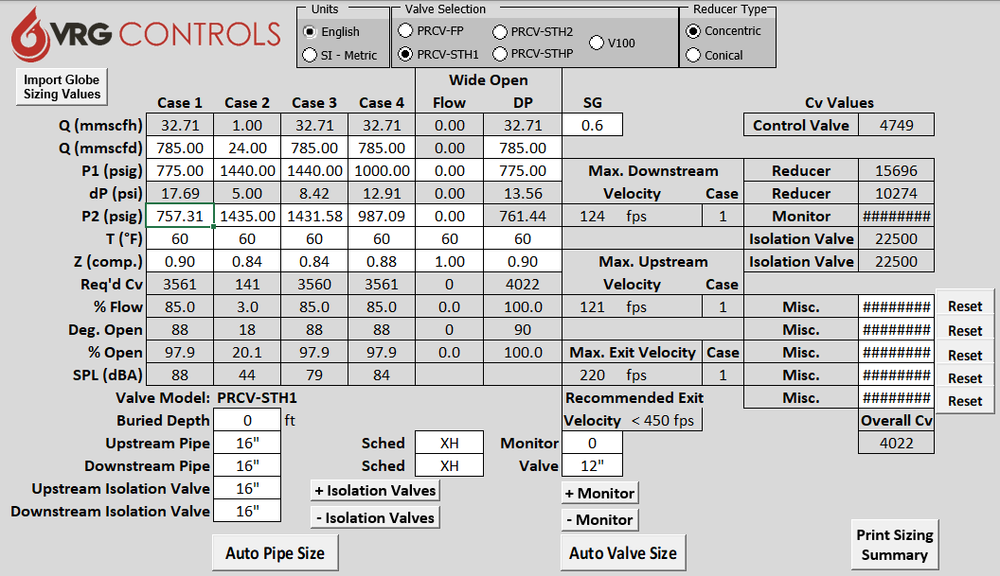 VRG CONTROLS
Units
English
SI - Metric
Valve Selection
PRCV-FP PRCV-STH2 V100
PRCV-STH1 PRCV-STHP
Reducer Type
Concentric
Conical
Import Globe
Sizing Values
Wide Open
Case 1 Case 2 Case 3 Case 4 Flow DP SG Cv Values
Q (mmscfh) 32.71 1.00 32.71 32.71 0.00 32.71 0.6 Control Valve 4749
Q (mmscfd) 785.00 24.00 785.00 785.00 0.00 785.00
P1 (psig) 775.00 1440.00 1440.00 1000.00 0.00 775.00 Max. Downstream Reducer 15696
dP (psi) 17.69 5.00 8.42 12.91 0.00 13.56 Velocity Case Reducer 10274
P2 (psig) 757.31 1435.00 1431.58 987.09 0.00 761.44 124 fps 1 Monitor ########
T (°F) 60 60 60 60 60 60 Isolation Valve 22500
Z (comp.) 0.90 0.84 0.84 0.88 1.00 0.90 Max. Upstream Isolation Valve 22500
Req'd Cv 3561 141 3560 3561 0 4022 Velocity Case
% Flow 85.0 3.0 85.0 85.0 0.0 100.0 121 fps 1 Misc. ######## Reset
Deg. Open 88 18 88 88 0 90 Misc. ######## Reset
% Open 97.9 20.1 97.9 97.9 0.0 100.0 Max. Exit Velocity Case Misc. ######## Reset
SPL (dBA) 88 44 79 84 220 fps 1 Misc. ######## Reset
Valve Model: PRCV-STH1 Recommended Exit Misc. ######## Reset
Buried Depth 0 ft Velocity < 450 fps Overall Cv
Upstream Pipe 16" Sched XH Monitor 0 4022
Downstream Pipe 16" Sched XH Valve 12"
Upstream Isolation Valve 16" + Isolation Valves + Monitor
Downstream Isolation Valve 16" - Isolation Valves - Monitor
Auto Pipe Size Auto Valve Size
Print Sizing
Summary